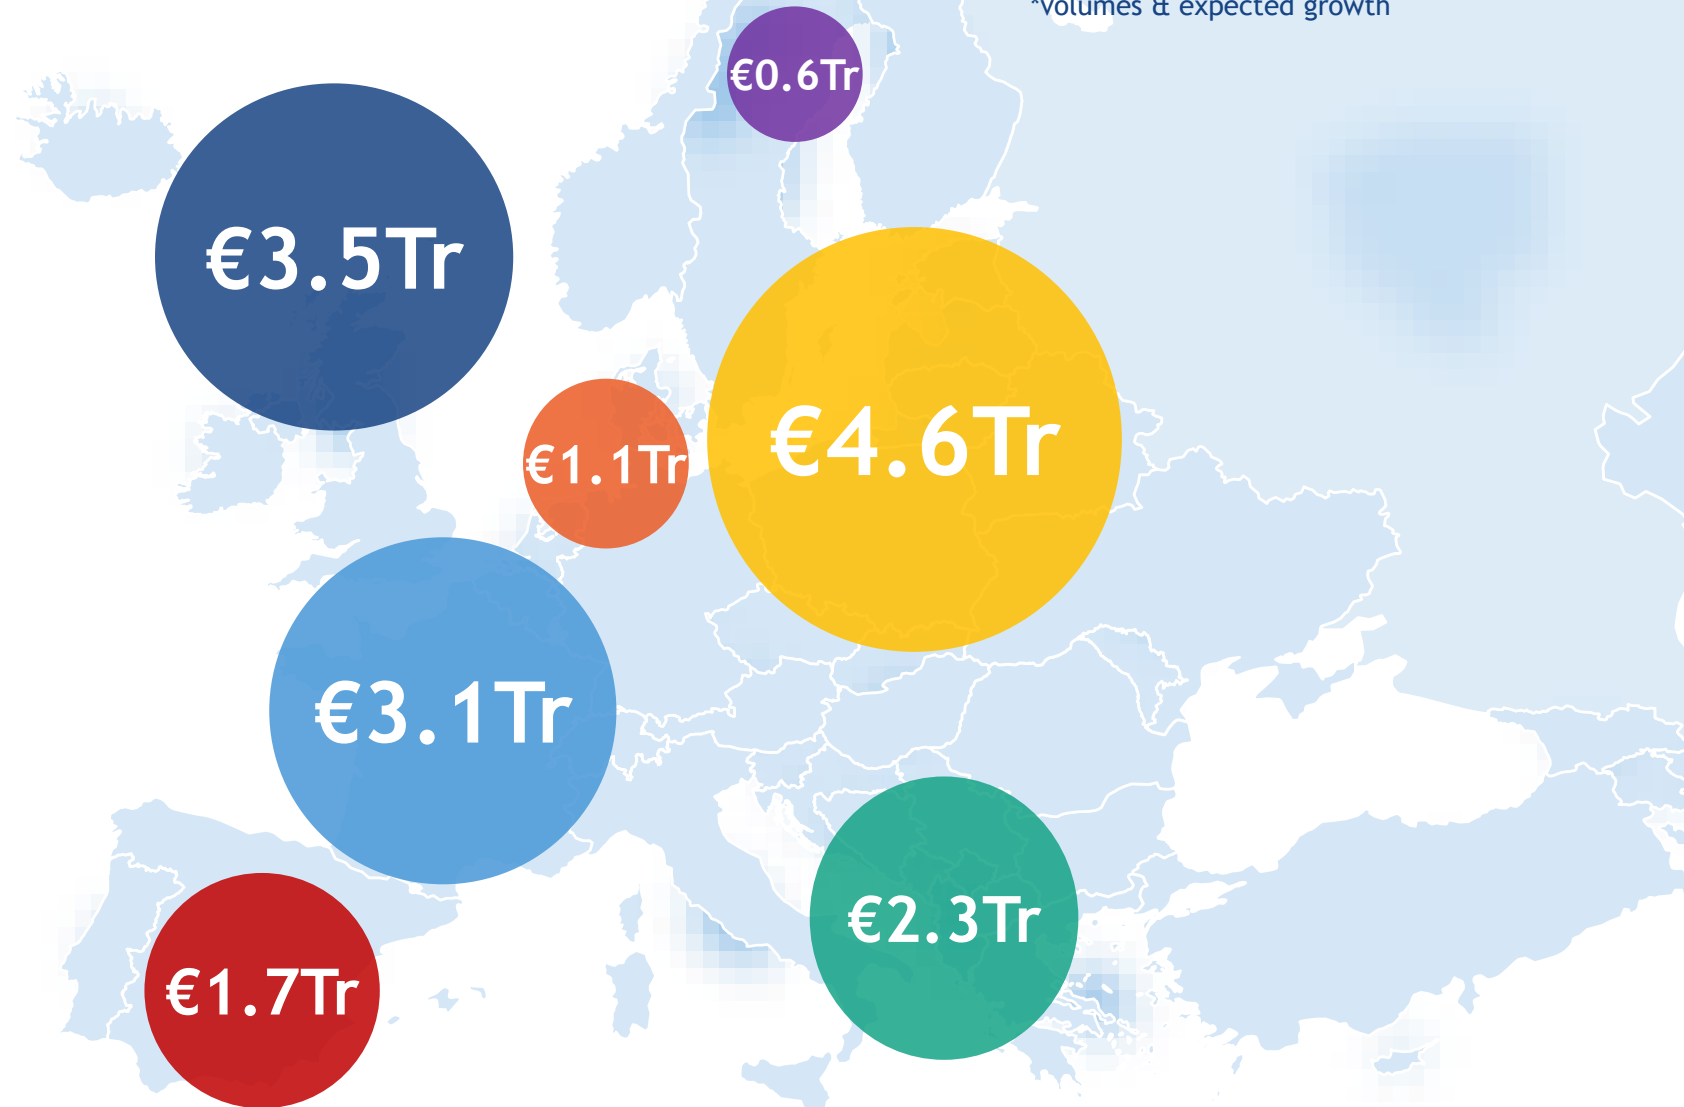 *volumes & expected growth
€0.6Tr
€3.5Tr
€4.6Tr
€1.1Tr
€3.1Tr
€2.3Tr
€1.7Tr